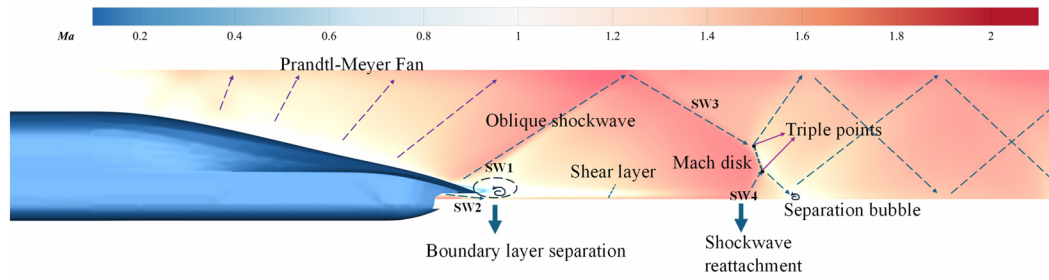 Ma 0.2 0.4 0.6 0.8 1 1.2 1.4 1.6 1.8 2
Prandtl-Meyer Fan
SW3
Oblique shockwave
Triple points
Mach disk
SW1
Shear layer
SW4
SW2
Separation bubble
Boundary layer separation
Shockwave
reattachment